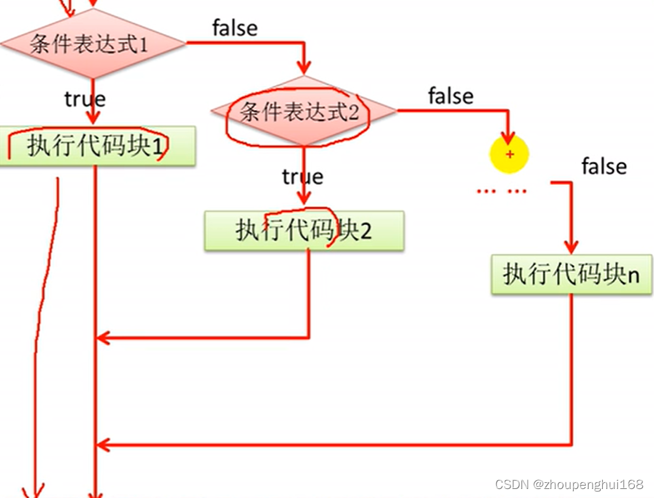 条件表达式1
false
true
条件表达式2
false
执行代码块1
+
true
... ...
false
执行代码块2
执行代码块n
CSDN @zhoupenghui168